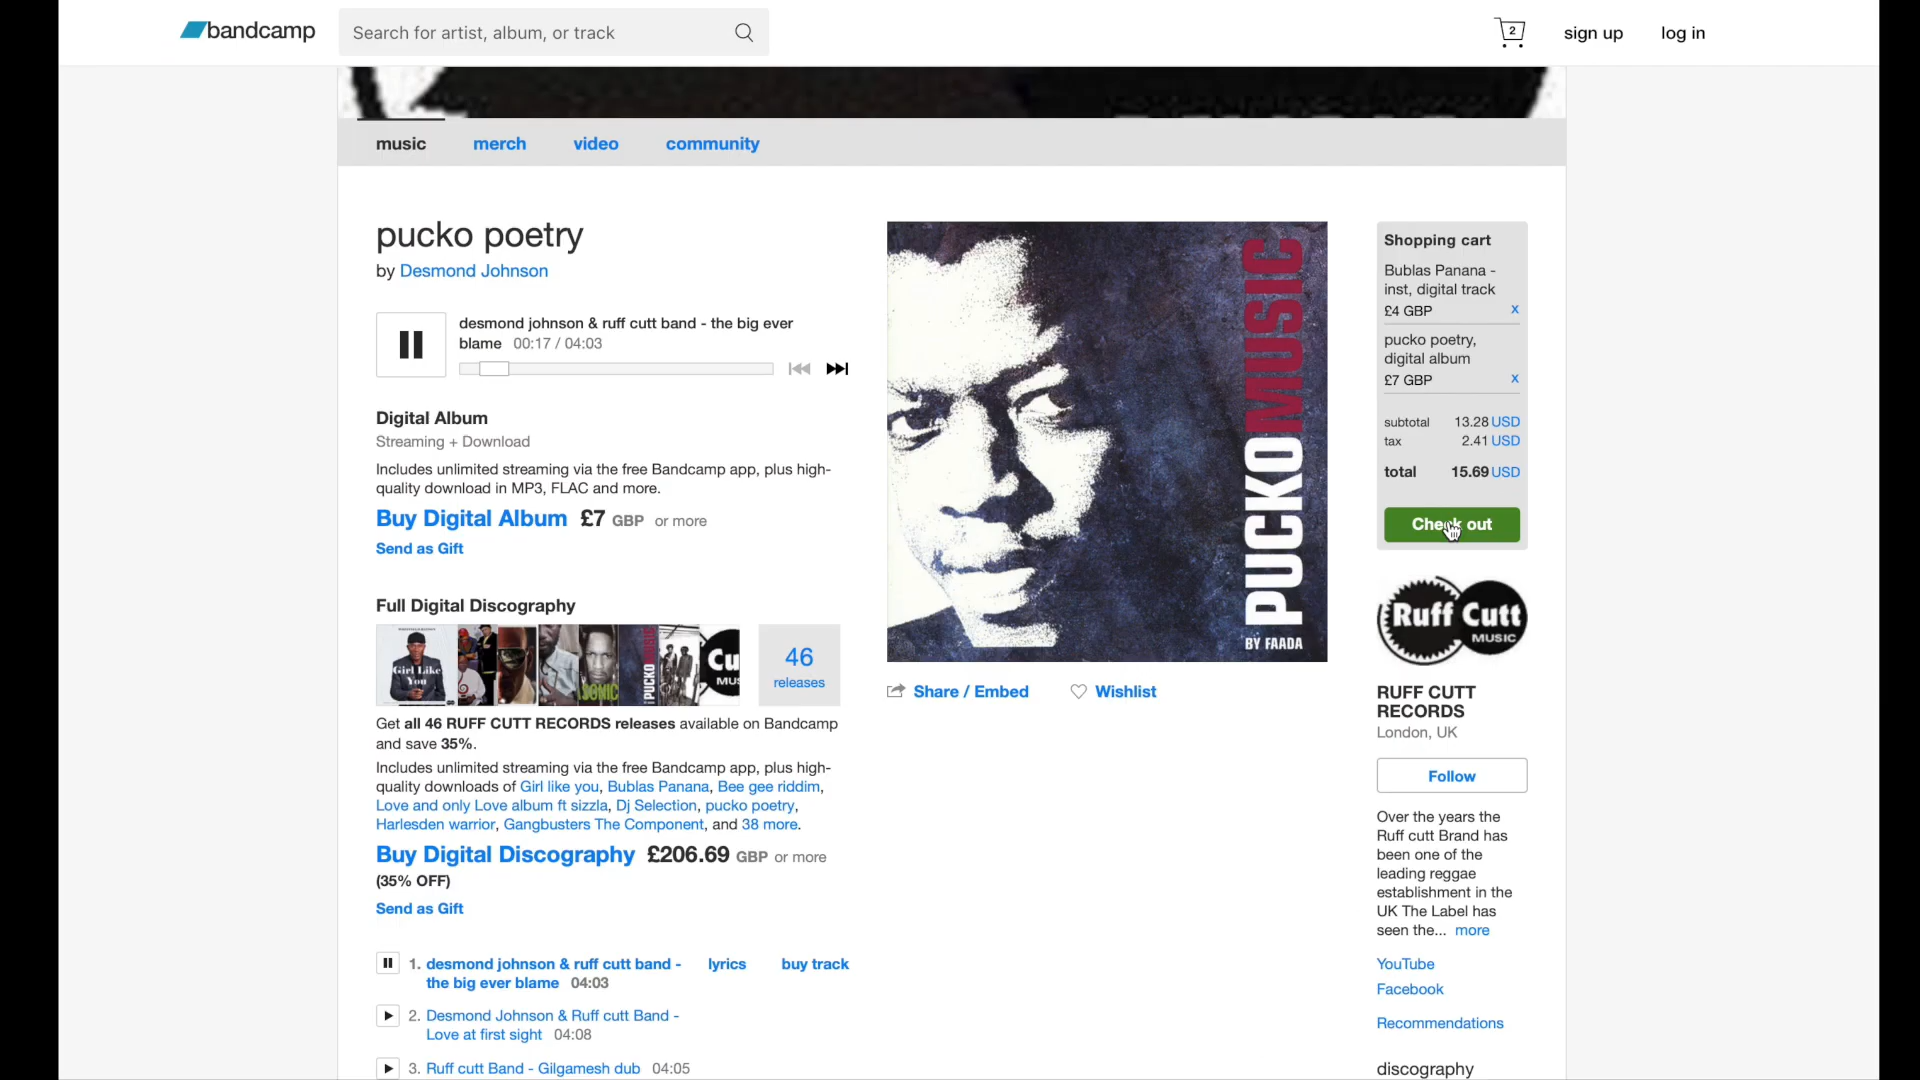 bandcamp
Search for artist, album, or track
2
sign up
log in
music
merch
video
community
pucko poetry
by Desmond Johnson
desmond johnson & ruff cutt band - the big ever
blame 00:17 / 04:03
Digital Album
Streaming + Download
Includes unlimited streaming via the free Bandcamp app, plus high-
quality download in MP3, FLAC and more.
Buy Digital Album £7 GBP or more
Send as Gift
Full Digital Discography
Girl Like
You
SONIC
PUCKO MUSIC
Cu
MUS
46
releases
Get all 46 RUFF CUTT RECORDS releases available on Bandcamp
and save 35%.
Includes unlimited streaming via the free Bandcamp app, plus high-
quality downloads of Girl like you, Bublas Panana, Bee gee riddim,
Love and only Love album ft sizzla, Dj Selection, pucko poetry,
Harlesden warrior, Gangbusters The Component, and 38 more.
Buy Digital Discography £206.69 GBP or more
(35% OFF)
Send as Gift
1. desmond johnson & ruff cutt band -
the big ever blame 04:03
lyrics
buy track
2. Desmond Johnson & Ruff cutt Band -
Love at first sight 04:08
3. Ruff cutt Band - Gilgamesh dub 04:05
PUCKO MUSIC
BY FAADA
Share / Embed
Wishlist
Shopping cart
Bublas Panana -
inst, digital track
£4 GBP x
pucko poetry,
digital album
£7 GBP x
subtotal 13.28 USD
tax 2.41 USD
total 15.69 USD
Check out
Ruff Cutt
MUSIC
RUFF CUTT
RECORDS
London, UK
Follow
Over the years the
Ruff cutt Brand has
been one of the
leading reggae
establishment in the
UK The Label has
seen the... more
YouTube
Facebook
Recommendations
discography